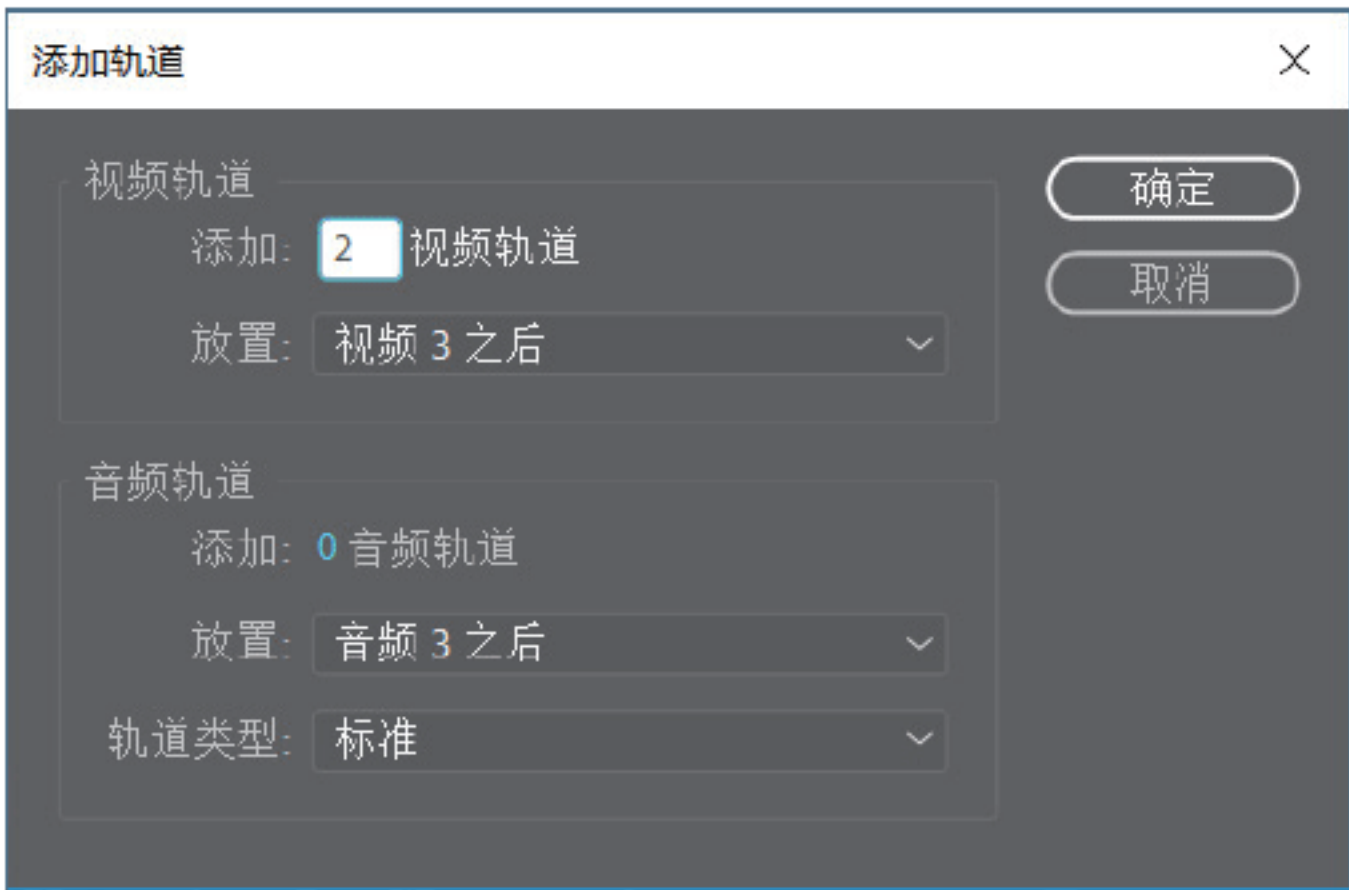 添加轨道
视频轨道
添加: 2 视频轨道
放置: 视频 3 之后
音频轨道
添加: 0 音频轨道
放置: 音频 3 之后
轨道类型: 标准
确定
取消